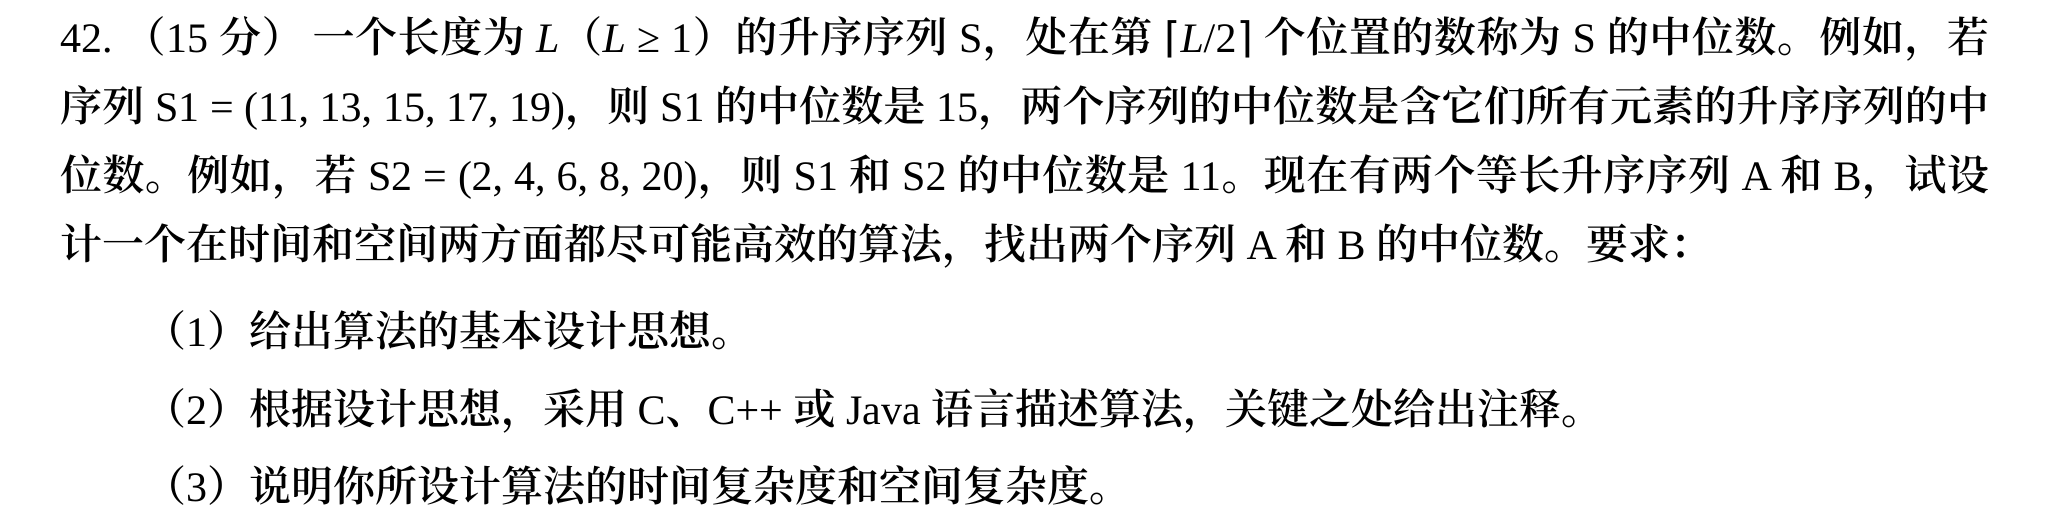 42. （15 分） 一个长度为 L（L ≥ 1）的升序序列 S，处在第 ⌈L/2⌉ 个位置的数称为 S 的中位数。例如，若
序列 S1 = (11, 13, 15, 17, 19)，则 S1 的中位数是 15，两个序列的中位数是含它们所有元素的升序序列的中
位数。例如，若 S2 = (2, 4, 6, 8, 20)，则 S1 和 S2 的中位数是 11。现在有两个等长升序序列 A 和 B，试设
计一个在时间和空间两方面都尽可能高效的算法，找出两个序列 A 和 B 的中位数。要求：
（1）给出算法的基本设计思想。
（2）根据设计思想，采用 C、C++ 或 Java 语言描述算法，关键之处给出注释。
（3）说明你所设计算法的时间复杂度和空间复杂度。